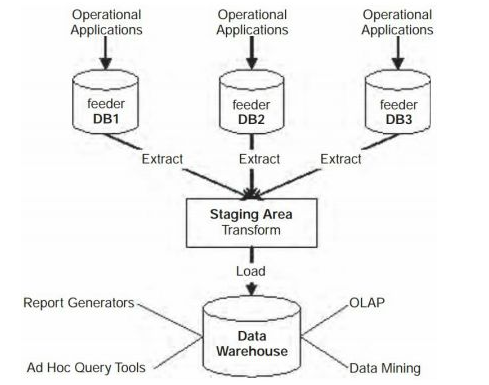 Operational
Applications
Operational
Applications
Operational
Applications
feeder
DB1
feeder
DB2
feeder
DB3
Extract
Extract
Extract
Staging Area
Transform
Load
Report Generators
OLAP
Data
Warehouse
Ad Hoc Query Tools
Data Mining